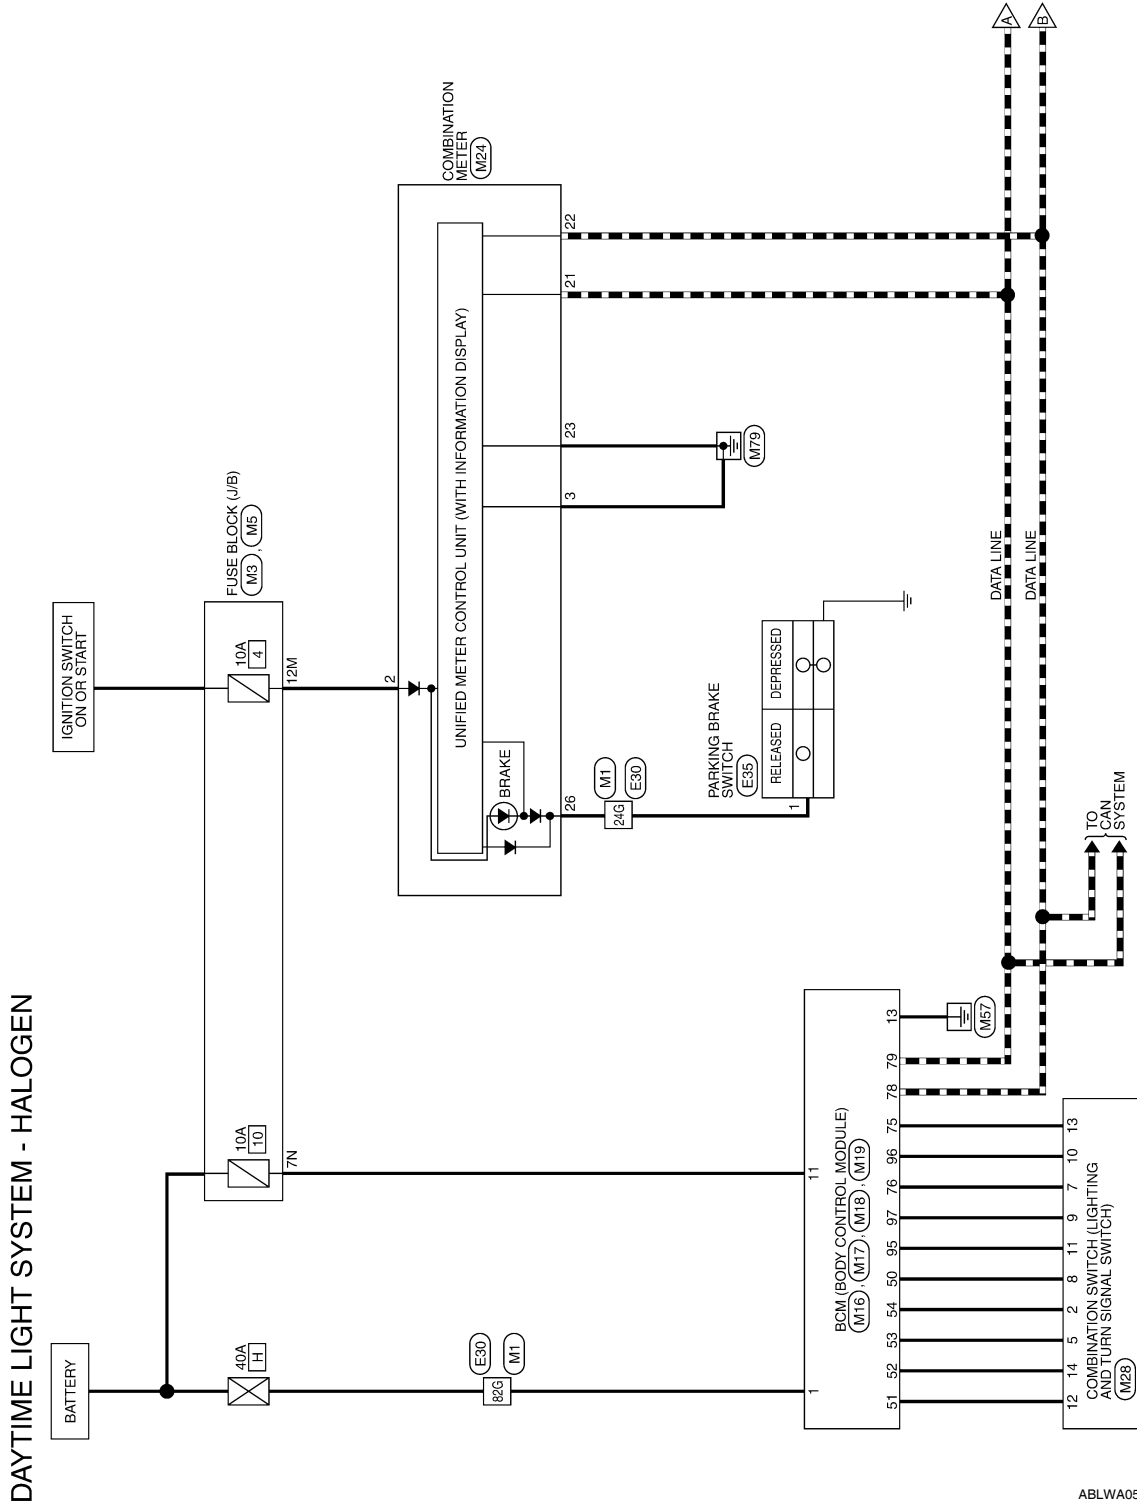 DAYTIME LIGHT SYSTEM - HALOGEN
BATTERY
IGNITION SWITCH
ON OR START
40A
H
10A
10
10A
4
FUSE BLOCK (J/B)
M3 , M5
7N
12M
COMBINATION
METER
M24
2
UNIFIED METER CONTROL UNIT (WITH INFORMATION DISPLAY)
BRAKE
26
3
23
21
22
82G
E30
M1
24G
M1
E30
M79
PARKING BRAKE
SWITCH
E35
RELEASED
DEPRESSED
1
1
11
BCM (BODY CONTROL MODULE)
M16 , M17 , M18 , M19
51
52
53
54
50
95
97
76
96
75
78
79
13
M57
DATA LINE
DATA LINE
A
B
TO
CAN
SYSTEM
12
14
5
2
8
11
9
7
10
13
COMBINATION SWITCH (LIGHTING
AND TURN SIGNAL SWITCH)
M28
ABLWA05